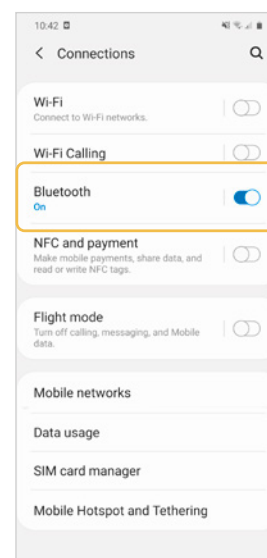 10:42
Connections
Wi-Fi
Connect to Wi-Fi networks.
Wi-Fi Calling
Bluetooth
On
NFC and payment
Make mobile payments, share data, and
read or write NFC tags.
Flight mode
Turn off calling, messaging, and Mobile
data.
Mobile networks
Data usage
SIM card manager
Mobile Hotspot and Tethering